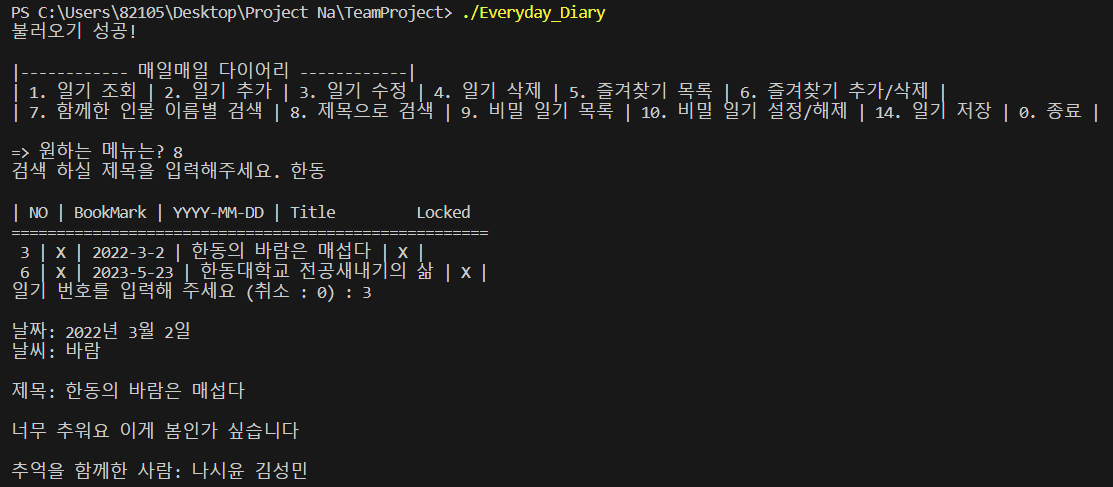 PS C:\Users\82105\Desktop\Project Na\TeamProject> ./Everyday_Diary
불러오기 성공!
|------------ 매일매일 다이어리 ------------|
| 1. 일기 조회 | 2. 일기 추가 | 3. 일기 수정 | 4. 일기 삭제 | 5. 즐겨찾기 목록 | 6. 즐겨찾기 추가/삭제 |
| 7. 함께한 인물 이름별 검색 | 8. 제목으로 검색 | 9. 비밀 일기 목록 | 10. 비밀 일기 설정/해제 | 14. 일기 저장 | 0. 종료 |
=> 원하는 메뉴는? 8
검색 하실 제목을 입력해주세요. 한동
| NO | BookMark | YYYY-MM-DD | Title         Locked
=====================================================
 3 | X | 2022-3-2 | 한동의 바람은 매섭다 | X |
 6 | X | 2023-5-23 | 한동대학교 전공새내기의 삶 | X |
일기 번호를 입력해 주세요 (취소 : 0) : 3
날짜: 2022년 3월 2일
날씨: 바람
제목: 한동의 바람은 매섭다
너무 추워요 이게 봄인가 싶습니다
추억을 함께한 사람: 나시윤 김성민